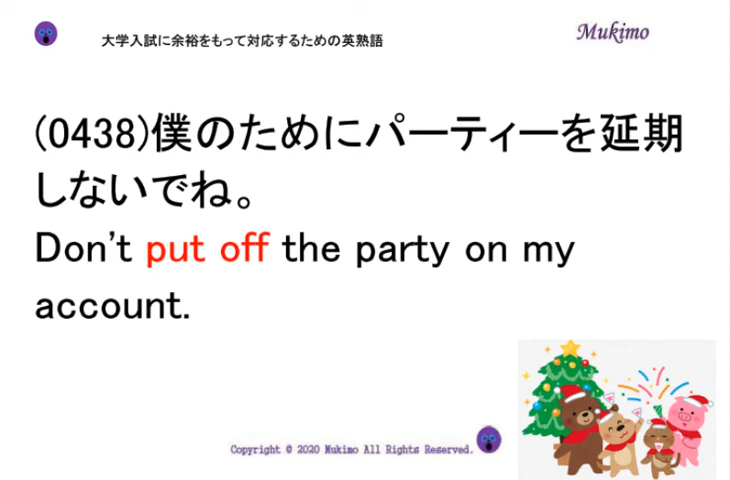 大学入試に余裕をもって対応するための英熟語
Mukimo
(0438)僕のためにパーティーを延期
しないでね。
Don't put off the party on my
account.
Copyright © 2020 Mukimo All Rights Reserved.